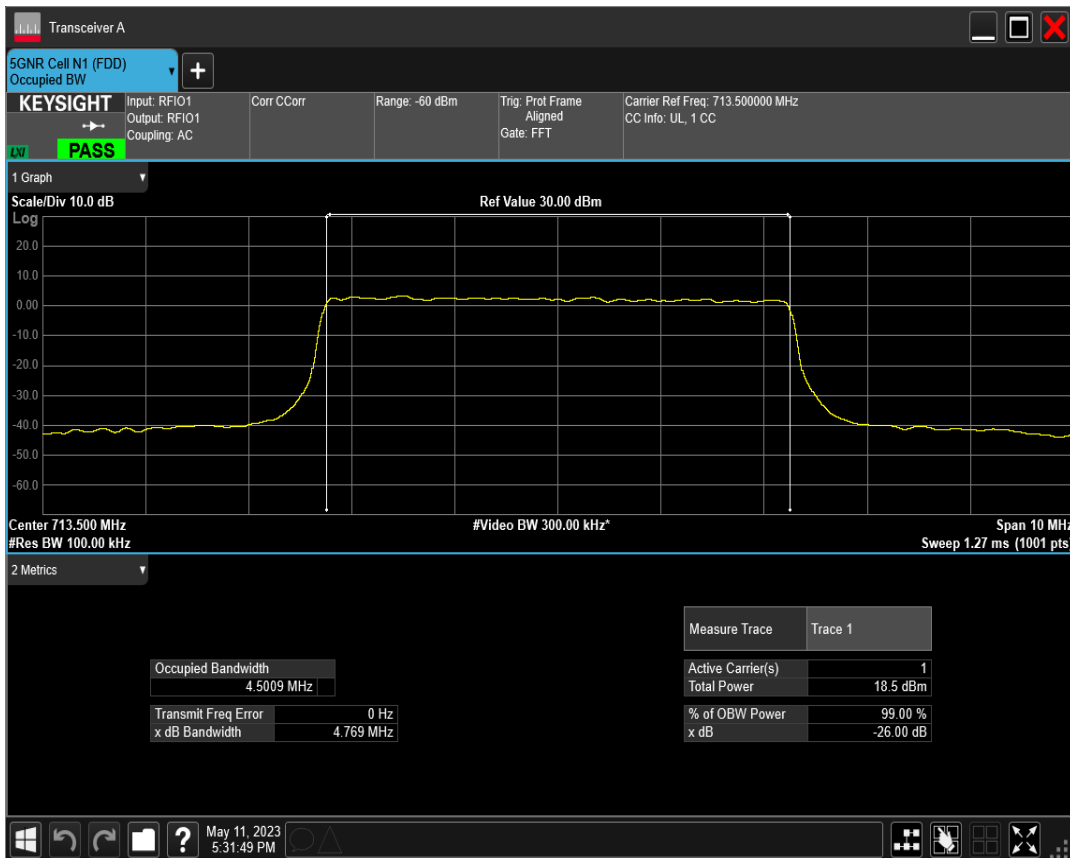 Transceiver A
5GNR Cell N1 (FDD)
Occupied BW
+
KEYSIGHT
LXI
PASS
Input: RFIO1
Output: RFIO1
Coupling: AC
Corr CCorr
Range: -60 dBm
Trig: Prot Frame
Aligned
Gate: FFT
Carrier Ref Freq: 713.500000 MHz
CC Info: UL, 1 CC
1 Graph
Scale/Div 10.0 dB
Ref Value 30.00 dBm
Log
20.0
10.0
0.00
-10.0
-20.0
-30.0
-40.0
-50.0
-60.0
Center 713.500 MHz
#Video BW 300.00 kHz*
Span 10 MHz
#Res BW 100.00 kHz
Sweep 1.27 ms (1001 pts)
2 Metrics
Measure Trace Trace 1
Occupied Bandwidth
4.5009 MHz
Active Carrier(s) 1
Total Power 18.5 dBm
Transmit Freq Error 0 Hz
x dB Bandwidth 4.769 MHz
% of OBW Power 99.00 %
x dB -26.00 dB
?
May 11, 2023
5:31:49 PM